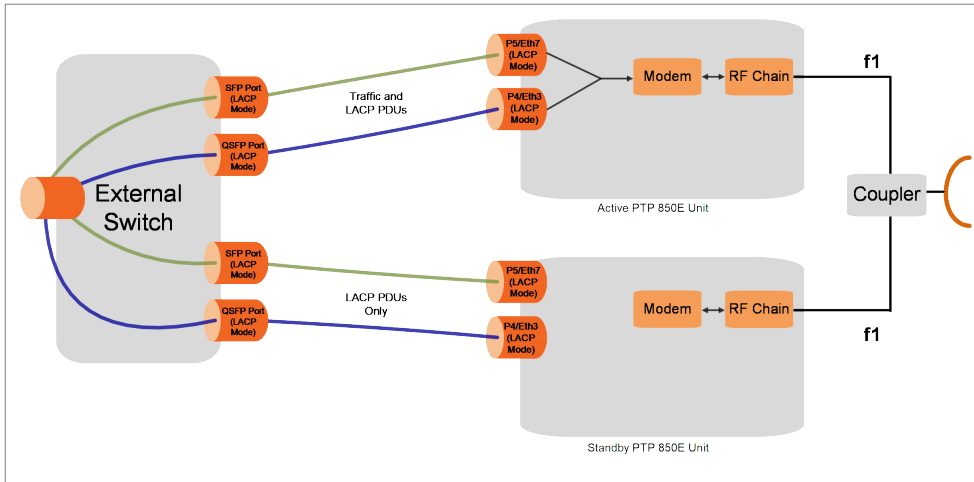 P5/Eth7
(LACP
Mode)
f1
SFP Port
(LACP
Mode)
Traffic and
LACP PDUs
Modem
RF Chain
P4/Eth3
(LACP
Mode)
QSFP Port
(LACP
Mode)
External
Switch
Active PTP 850E Unit
Coupler
SFP Port
(LACP
Mode)
P5/Eth7
(LACP
Mode)
LACP PDUs
Only
QSFP Port
(LACP
Mode)
P4/Eth3
(LACP
Mode)
Modem
RF Chain
f1
Standby PTP 850E Unit